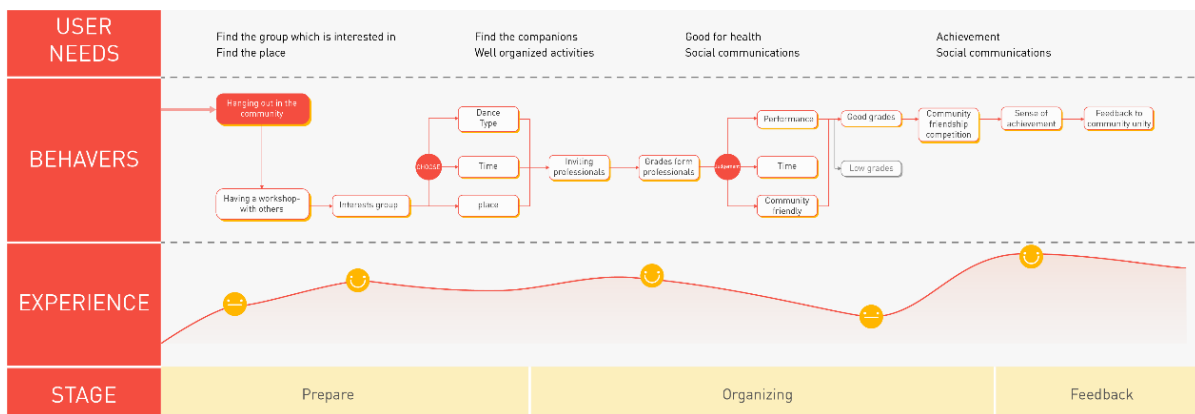 USER
NEEDS
Find the group which is interested in
Find the place
Find the companions
Well organized activities
Good for health
Social communications
Achievement
Social communications
BEHAVERS
Hanging out in the
community
Having a workshop-
with others
Interests group
CHOOSE
Dance
Type
Time
place
Inviting
professionals
Grades form
professionals
Judgement
Performance
Time
Community
friendly
Good grades
Low grades
Community
friendship
competition
Sense of
achievement
Feedback to
community unity
EXPERIENCE
STAGE
Prepare
Organizing
Feedback